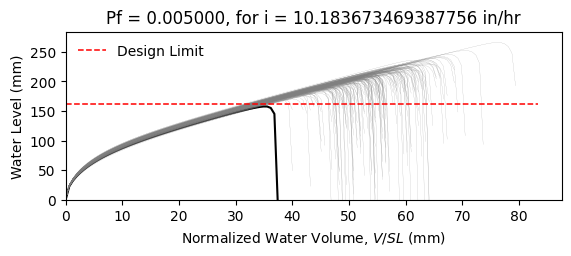 Pf = 0.005000, for i = 10.183673469387756 in/hr
Design Limit
Water Level (mm)
250
200
150
100
50
0
0 10 20 30 40 50 60 70 80
Normalized Water Volume, V/SL (mm)